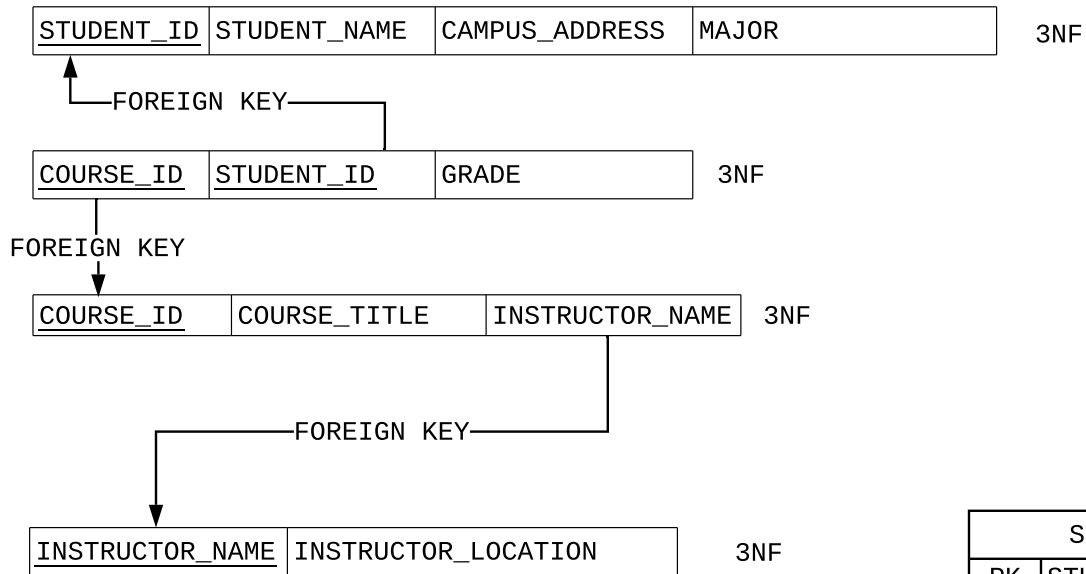 STUDENT_ID STUDENT_NAME CAMPUS_ADDRESS MAJOR 3NF
FOREIGN KEY
COURSE_ID STUDENT_ID GRADE 3NF
FOREIGN KEY
COURSE_ID COURSE_TITLE INSTRUCTOR_NAME 3NF
FOREIGN KEY
INSTRUCTOR_NAME INSTRUCTOR_LOCATION 3NF
S
PK